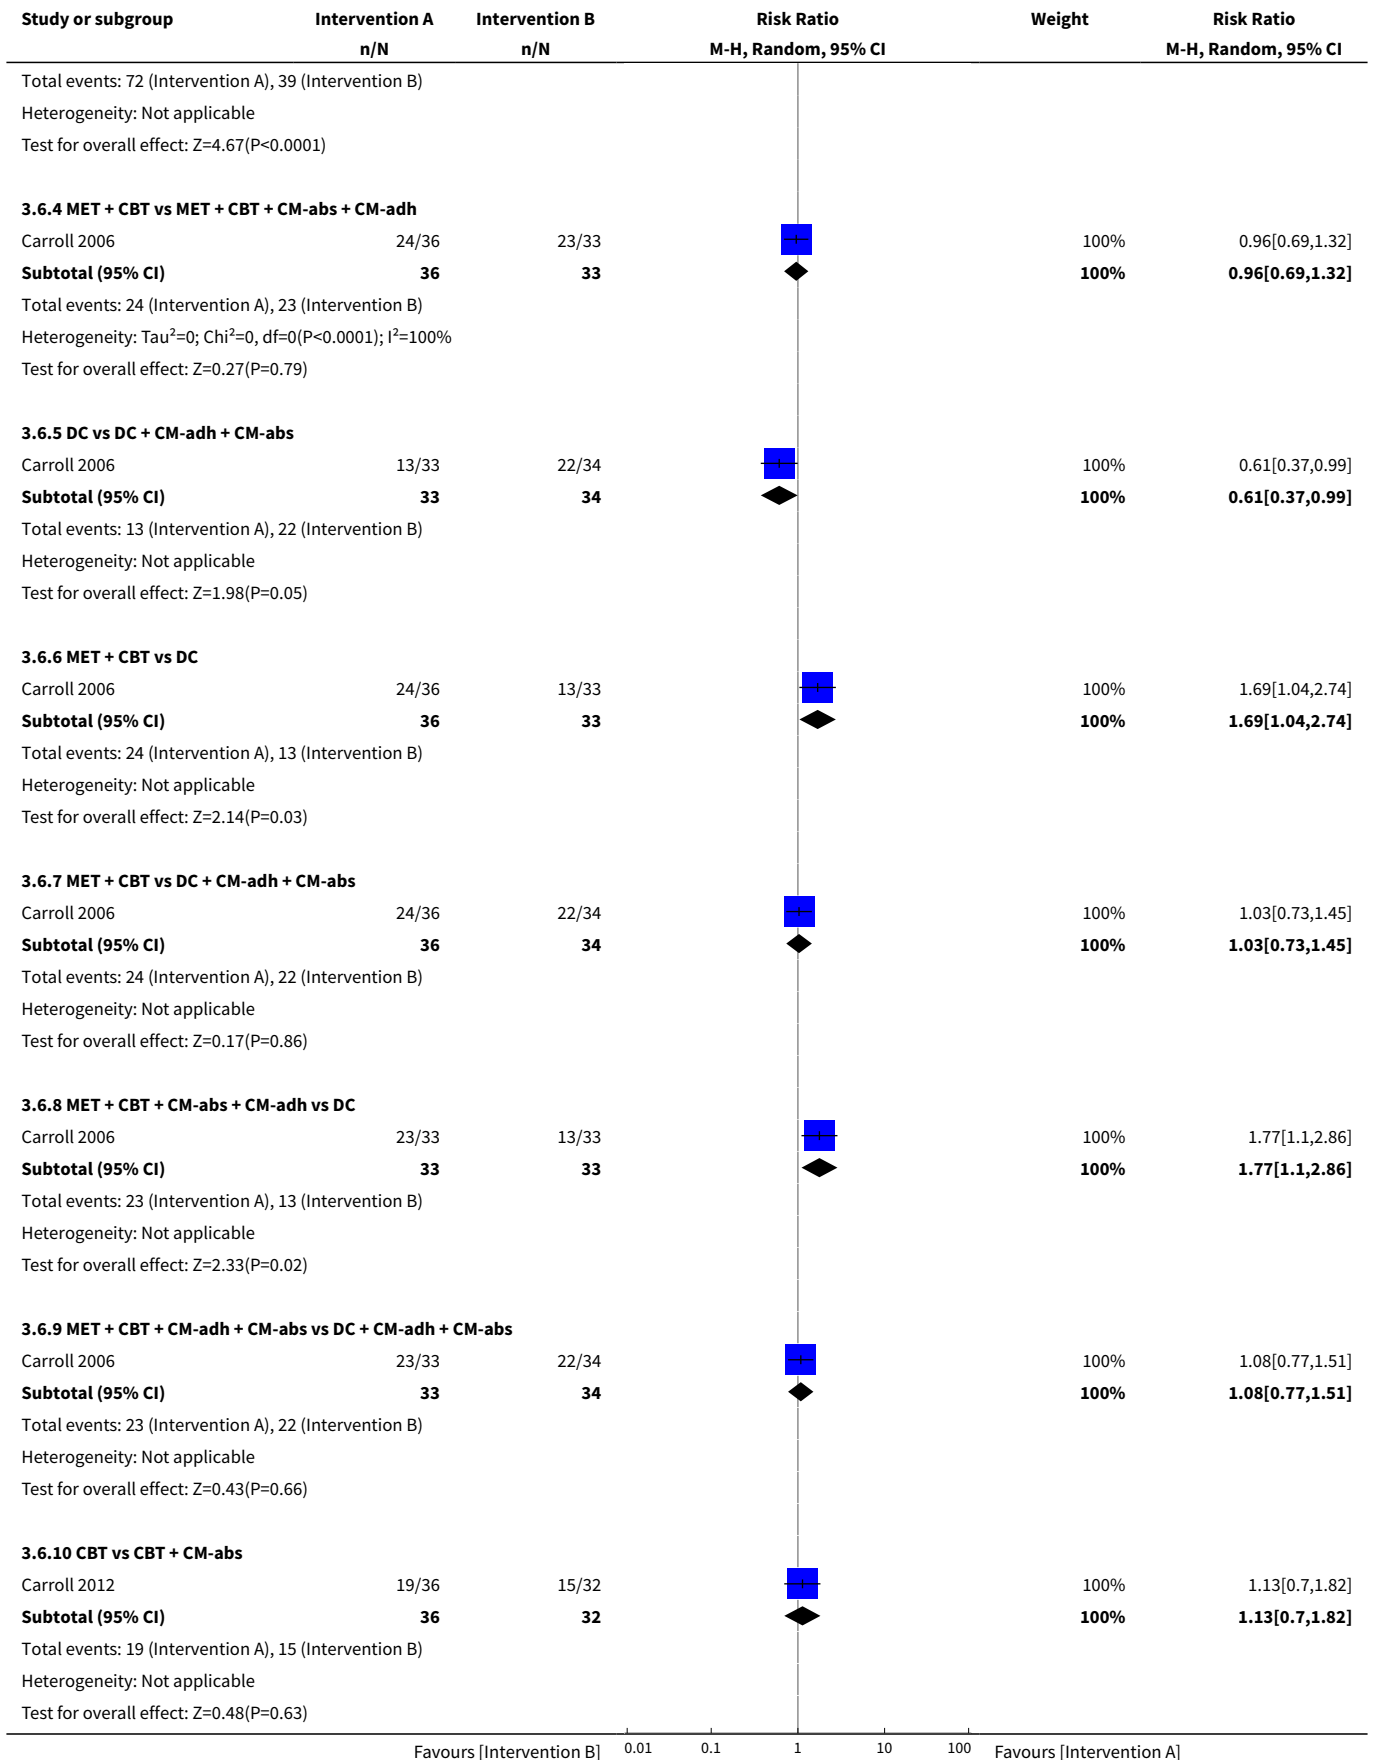 Study or subgroup Intervention A Intervention B Risk Ratio Weight Risk Ratio
n/N n/N M-H, Random, 95% CI M-H, Random, 95% CI
Total events: 72 (Intervention A), 39 (Intervention B)
Heterogeneity: Not applicable
Test for overall effect: Z=4.67(P<0.0001)
3.6.4 MET + CBT vs MET + CBT + CM-abs + CM-adh
Carroll 2006 24/36 23/33 100% 0.96[0.69,1.32]
Subtotal (95% CI) 36 33 100% 0.96[0.69,1.32]
Total events: 24 (Intervention A), 23 (Intervention B)
Heterogeneity: Tau²=0; Chi²=0, df=0(P<0.0001); I²=100%
Test for overall effect: Z=0.27(P=0.79)
3.6.5 DC vs DC + CM-adh + CM-abs
Carroll 2006 13/33 22/34 100% 0.61[0.37,0.99]
Subtotal (95% CI) 33 34 100% 0.61[0.37,0.99]
Total events: 13 (Intervention A), 22 (Intervention B)
Heterogeneity: Not applicable
Test for overall effect: Z=1.98(P=0.05)
3.6.6 MET + CBT vs DC
Carroll 2006 24/36 13/33 100% 1.69[1.04,2.74]
Subtotal (95% CI) 36 33 100% 1.69[1.04,2.74]
Total events: 24 (Intervention A), 13 (Intervention B)
Heterogeneity: Not applicable
Test for overall effect: Z=2.14(P=0.03)
3.6.7 MET + CBT vs DC + CM-adh + CM-abs
Carroll 2006 24/36 22/34 100% 1.03[0.73,1.45]
Subtotal (95% CI) 36 34 100% 1.03[0.73,1.45]
Total events: 24 (Intervention A), 22 (Intervention B)
Heterogeneity: Not applicable
Test for overall effect: Z=0.17(P=0.86)
3.6.8 MET + CBT + CM-abs + CM-adh vs DC
Carroll 2006 23/33 13/33 100% 1.77[1.1,2.86]
Subtotal (95% CI) 33 33 100% 1.77[1.1,2.86]
Total events: 23 (Intervention A), 13 (Intervention B)
Heterogeneity: Not applicable
Test for overall effect: Z=2.33(P=0.02)
3.6.9 MET + CBT + CM-adh + CM-abs vs DC + CM-adh + CM-abs
Carroll 2006 23/33 22/34 100% 1.08[0.77,1.51]
Subtotal (95% CI) 33 34 100% 1.08[0.77,1.51]
Total events: 23 (Intervention A), 22 (Intervention B)
Heterogeneity: Not applicable
Test for overall effect: Z=0.43(P=0.66)
3.6.10 CBT vs CBT + CM-abs
Carroll 2012 19/36 15/32 100% 1.13[0.7,1.82]
Subtotal (95% CI) 36 32 100% 1.13[0.7,1.82]
Total events: 19 (Intervention A), 15 (Intervention B)
Heterogeneity: Not applicable
Test for overall effect: Z=0.48(P=0.63)
Favours [Intervention B] 0.01 0.1 1 10 100 Favours [Intervention A]